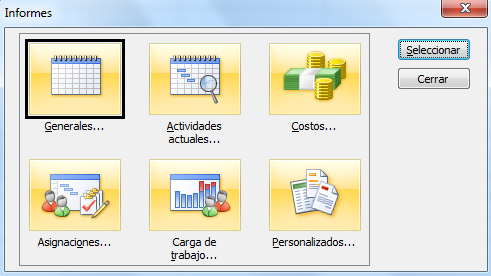 Informes
Generales...
Actividades
actuales...
Costos...
Asignaciones...
Carga de
trabajo...
Personalizados...
Seleccionar
Cerrar